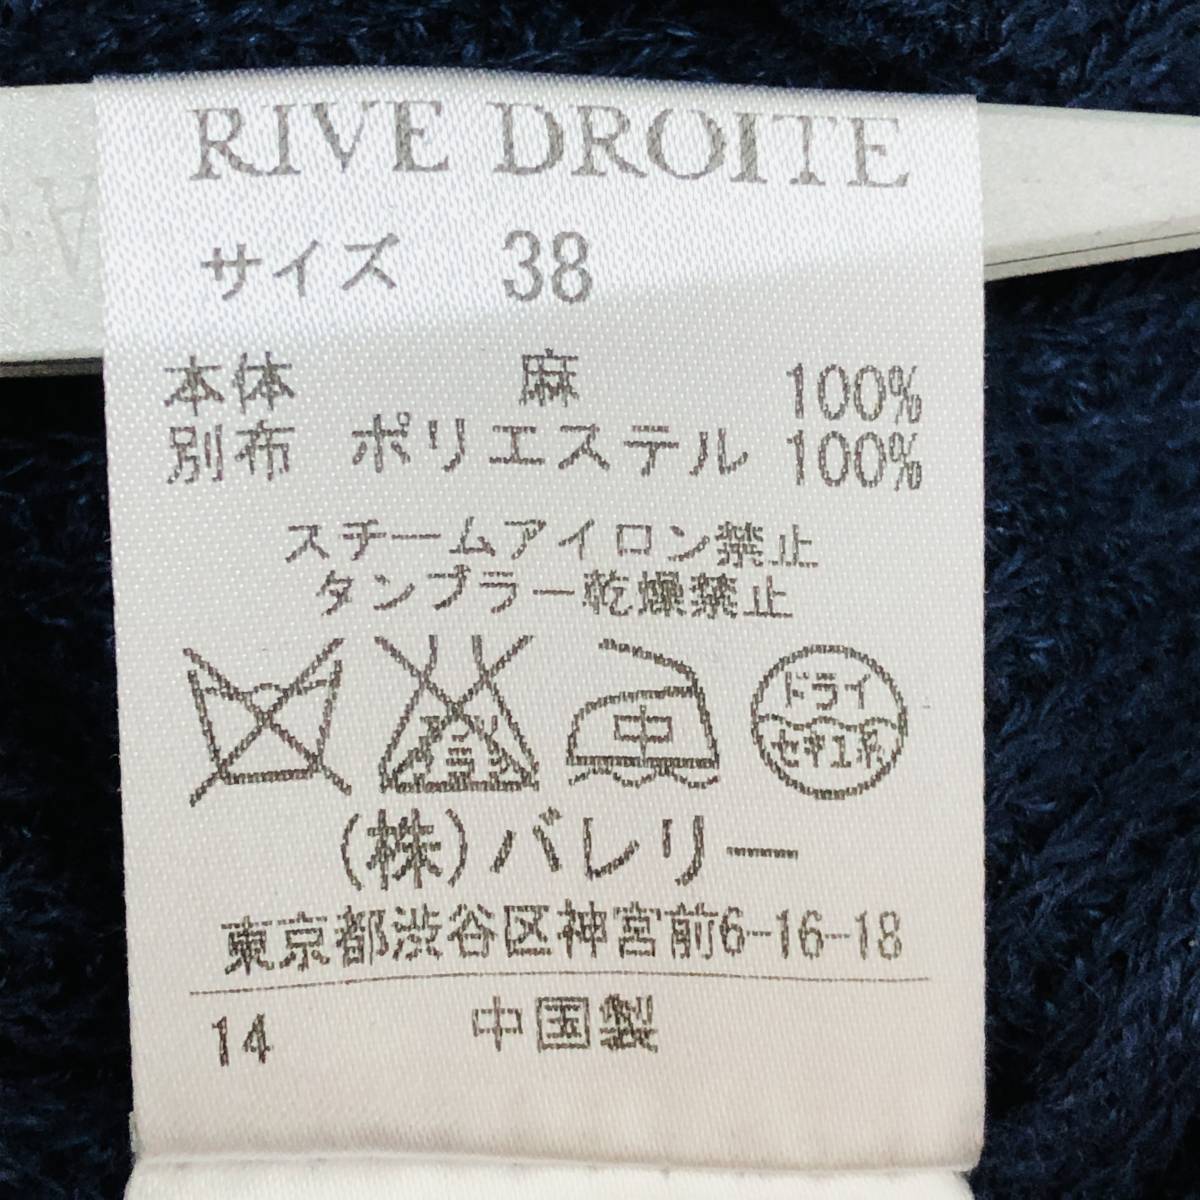 RIVE DROITE
サイズ 38
本体 麻 100%
別布 ポリエステル 100%
スチームアイロン禁止
タンブラー乾燥禁止
中 ドライ
セキユ系
(株)バレリー
東京都渋谷区神宮前6-16-18
14 中国製